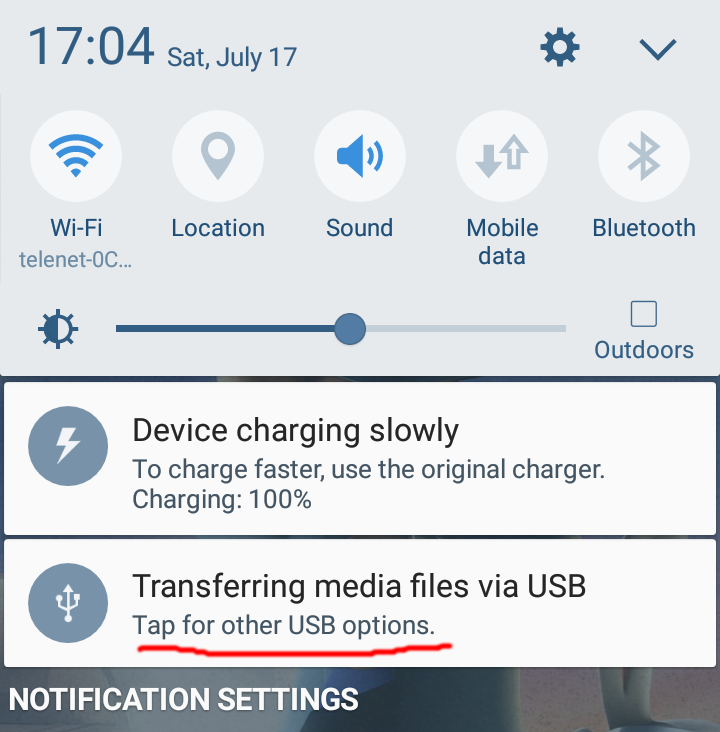 17:04 Sat, July 17
Wi-Fi
telenet-0C...
Location
Sound
Mobile
data
Bluetooth
Outdoors
Device charging slowly
To charge faster, use the original charger.
Charging: 100%
Transferring media files via USB
Tap for other USB options.
NOTIFICATION SETTINGS